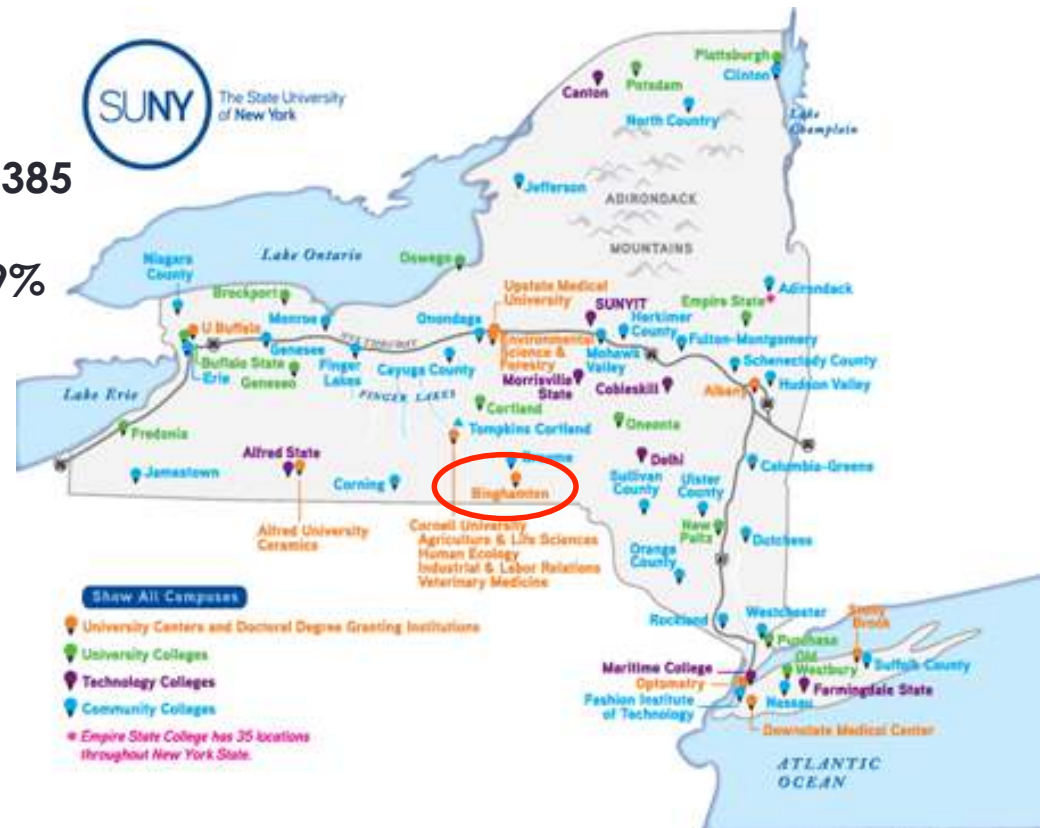 SUNY
The State University
of New York
385
9%
Plattsburgh
Clinton
Canton
Potsdam
North Country
Lake
Champlain
Jefferson
ADIRONDACK
MOUNTAINS
Lake Ontario
Oswego
Niagara
County
Brockport
Monroe
Onondaga
Upstate Medical
University
SUNYIT
Empire State
Adirondack
U Buffalo
Genesee
NYS THRUWAY
Environmental
Science &
Forestry
Herkimer
County
Mohawk
Valley
Fulton-Montgomery
Buffalo State
Erie
Geneseo
Finger
Lakes
Cayuga County
FINGER LAKES
Morrisville
State
Cobleskill
Schenectady County
Albany
Hudson Valley
Lake Erie
Fredonia
Cortland
Tompkins Cortland
Oneonta
Jamestown
Alfred State
Corning
Broome
Binghamton
Delhi
Sullivan
County
Ulster
County
Columbia-Greene
Alfred University
Ceramics
Cornell University
Agriculture & Life Sciences
Human Ecology
Industrial & Labor Relations
Veterinary Medicine
New
Paltz
Dutchess
Orange
County
Rockland
Westchester
Purchase
Stony
Brook
Old
Westbury
Suffolk County
Maritime College
Optometry
Fashion Institute
of Technology
Nassau
Farmingdale State
Downstate Medical Center
ATLANTIC
OCEAN
Show All Campuses
University Centers and Doctoral Degree Granting Institutions
University Colleges
Technology Colleges
Community Colleges
* Empire State College has 35 locations
throughout New York State.